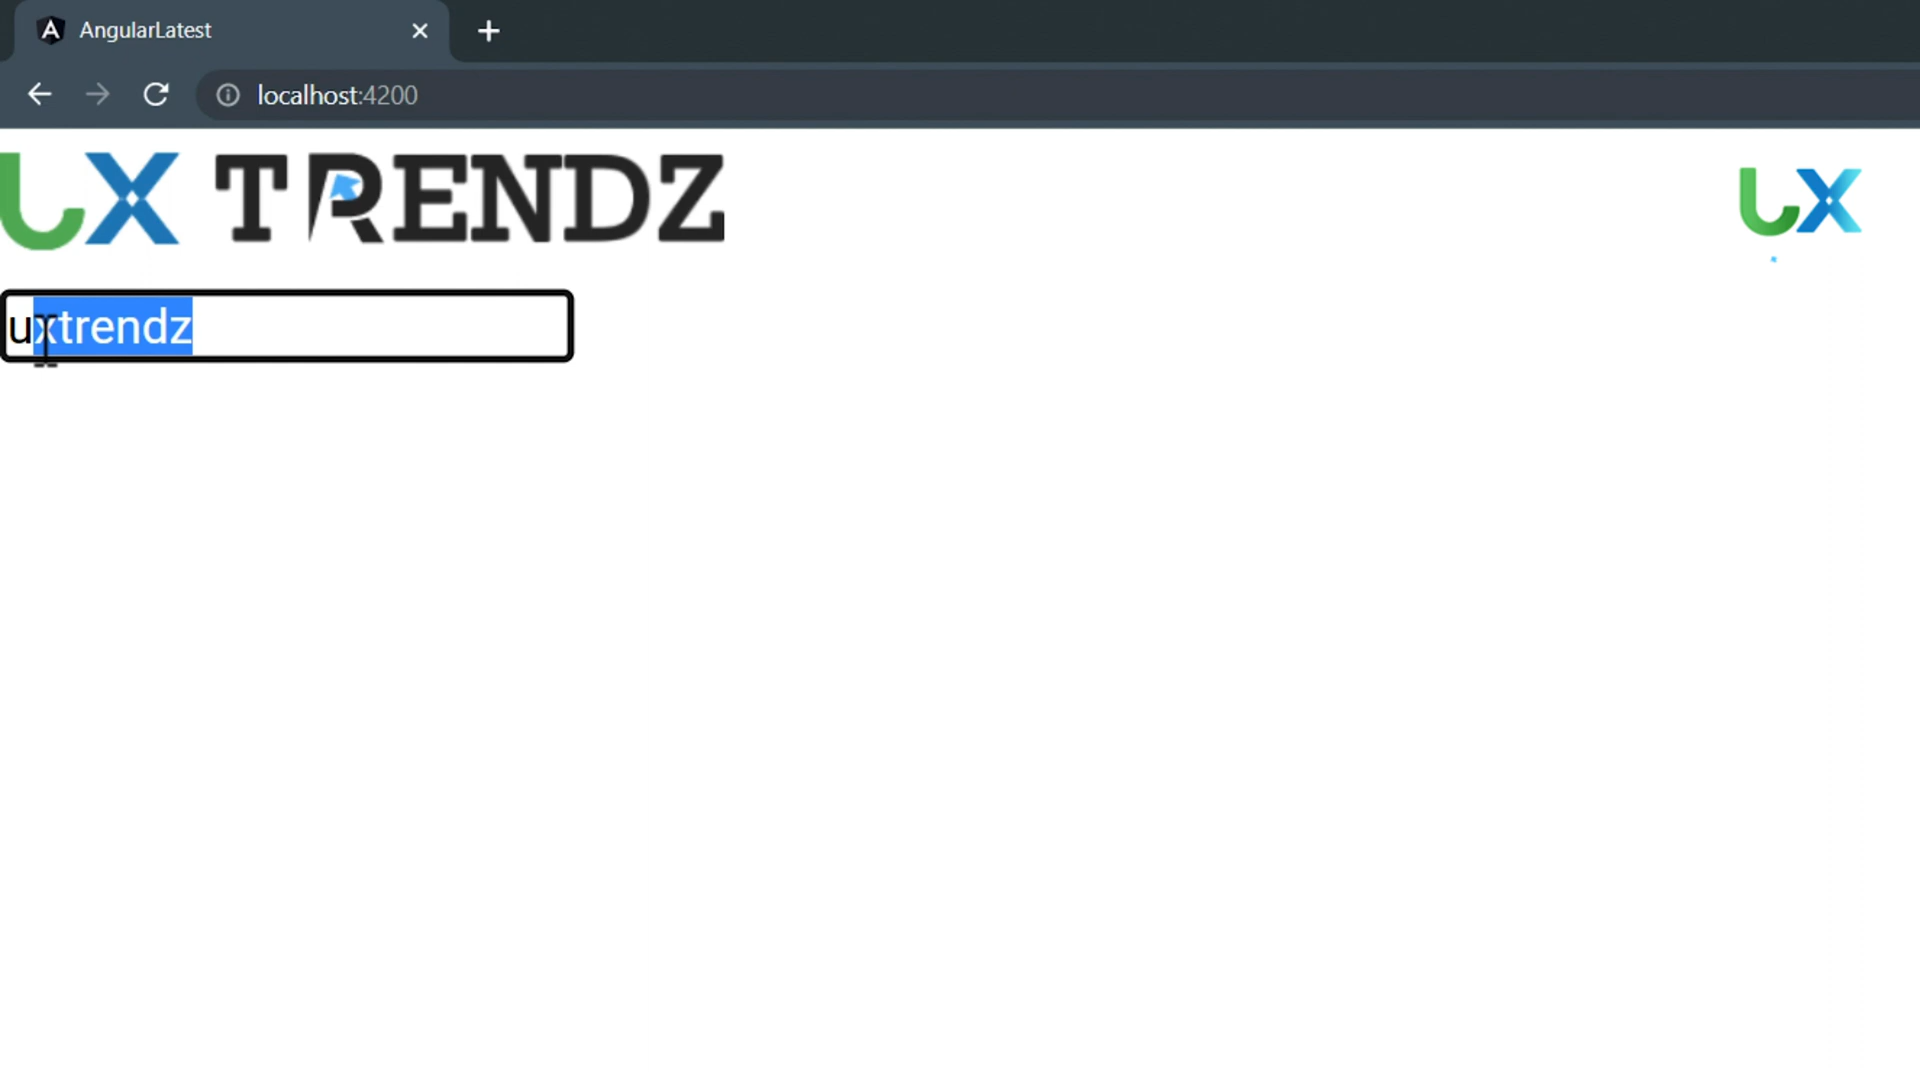 AngularLatest
localhost:4200
UX TRENDZ
UX
uxtrendz